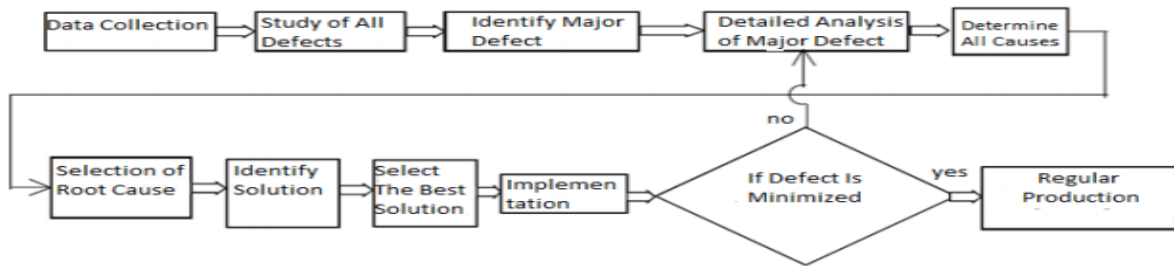 Data Collection
Study of All
Defects
Identify Major
Defect
Detailed Analysis
of Major Defect
Determine
All Causes
no
Selection of
Root Cause
Identify
Solution
Select
The Best
Solution
Implemen
tation
If Defect Is
Minimized
yes
Regular
Production